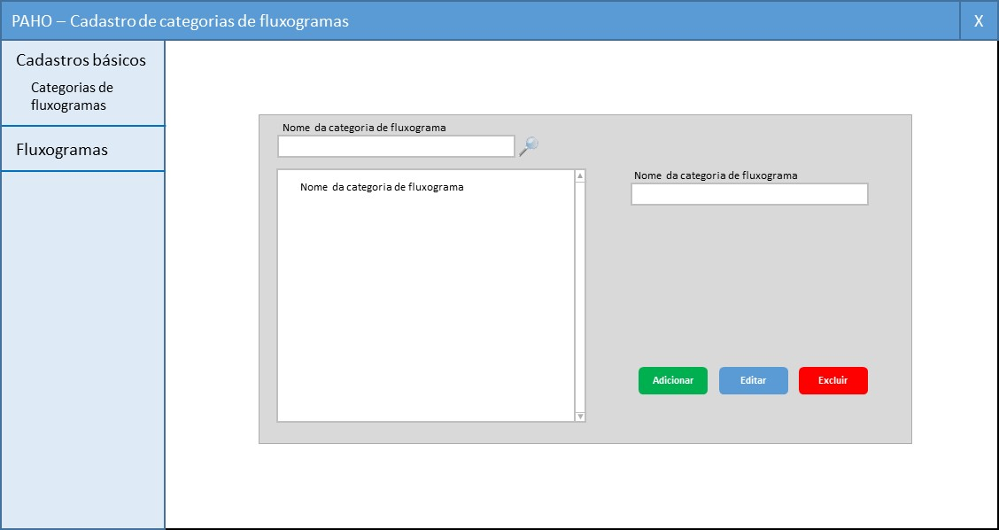 PAHO – Cadastro de categorias de fluxogramas
X
Cadastros básicos
Categorias de
fluxogramas
Fluxogramas
Nome da categoria de fluxograma
Nome da categoria de fluxograma
Nome da categoria de fluxograma
Adicionar
Editar
Excluir